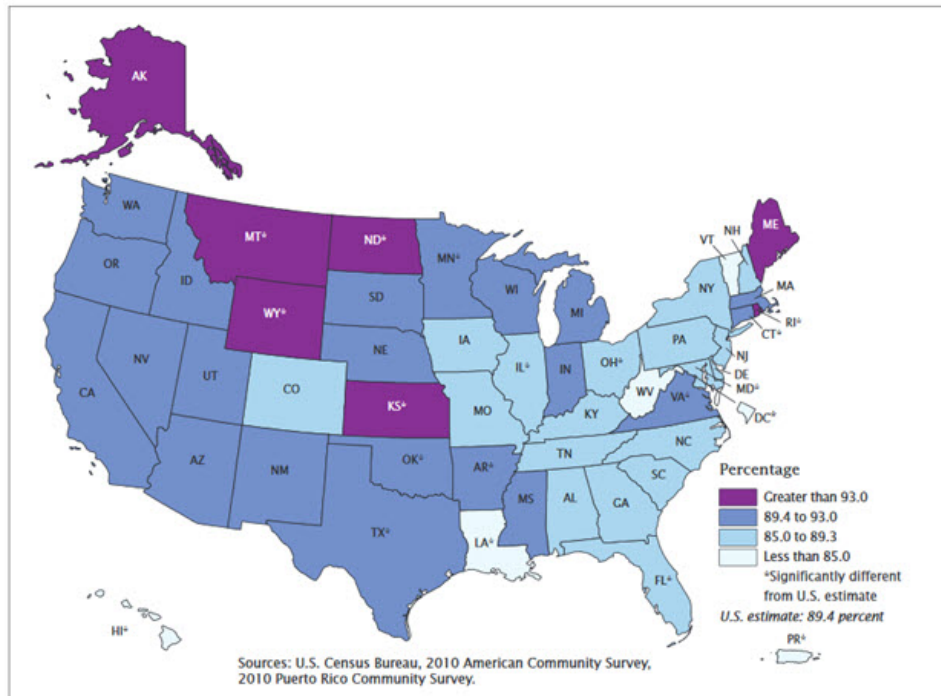 AK
WA
MT*
ND*
MN*
ME
VT
NH
OR
ID
WY*
SD
WI
MI
NY
MA
RI*
CT*
NV
UT
CO
NE
IA
IL*
IN
OH*
PA
NJ
DE
MD*
DC*
CA
KS*
MO
KY
WV
VA*
AZ
NM
OK*
AR*
TN
NC
SC
TX*
LA*
MS
AL
GA
FL*
HI*
PR*
Percentage
Greater than 93.0
89.4 to 93.0
85.0 to 89.3
Less than 85.0
*Significantly different
from U.S. estimate
U.S. estimate: 89.4 percent
Sources: U.S. Census Bureau, 2010 American Community Survey,
2010 Puerto Rico Community Survey.